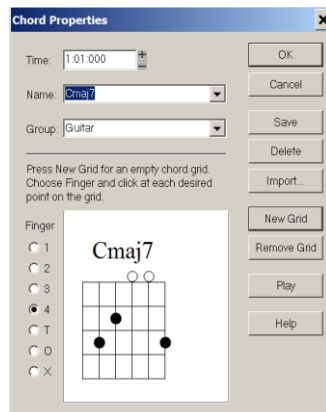 Chord Properties
Time: 1:01:000
OK
Name: Cmaj7
Cancel
Group: Guitar
Save
Delete
Press New Grid for an empty chord grid.
Choose Finger and click at each desired
point on the grid.
Import...
New Grid
Remove Grid
Play
Help
Finger
1
2
3
4
T
O
X
Cmaj7